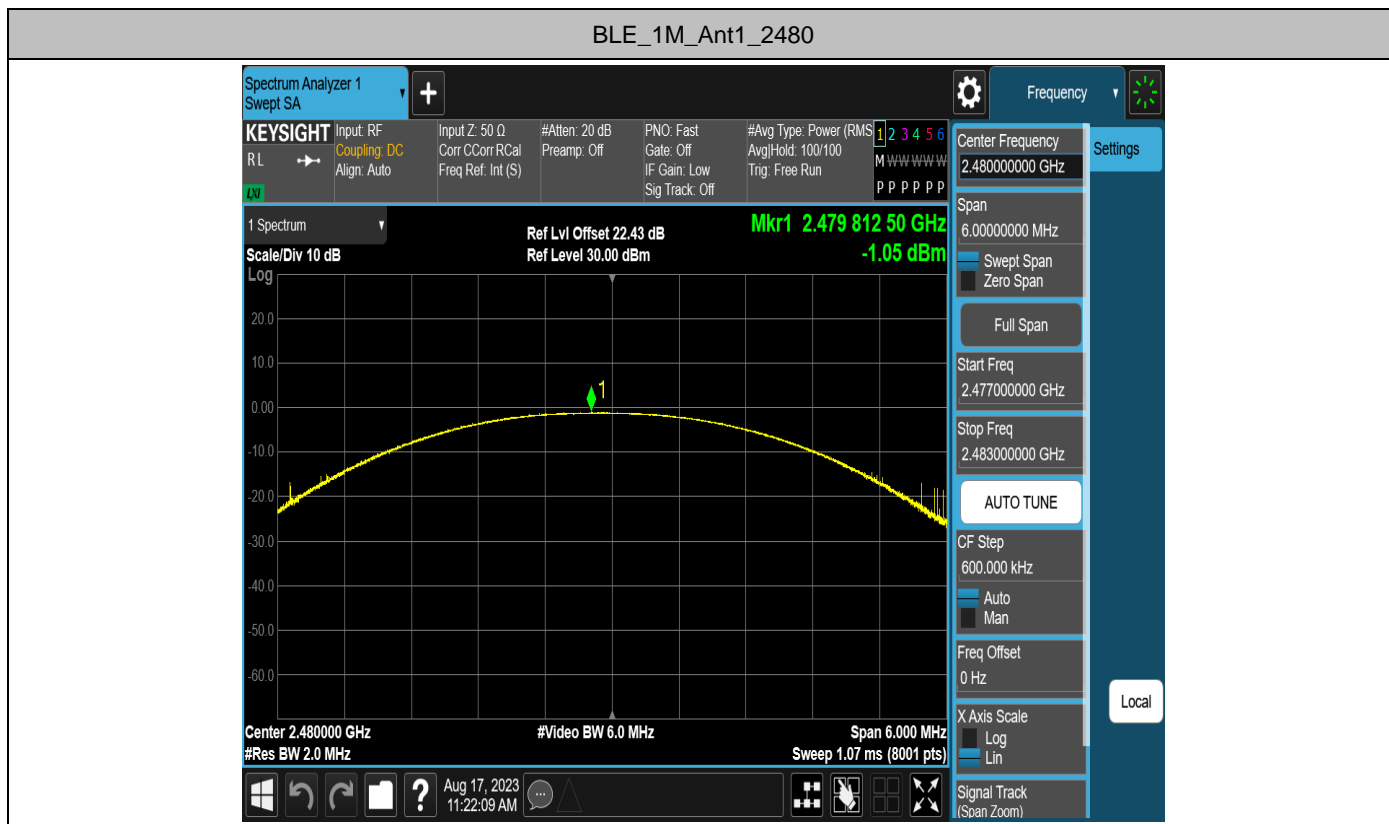 BLE_1M_Ant1_2480
Spectrum Analyzer 1
Swept SA
+
Frequency
KEYSIGHT
R L
LXI
Input: RF
Coupling: DC
Align: Auto
Input Z: 50 Ω
Corr CCorr RCal
Freq Ref: Int (S)
#Atten: 20 dB
Preamp: Off
PNO: Fast
Gate: Off
IF Gain: Low
Sig Track: Off
#Avg Type: Power (RMS
Avg|Hold: 100/100
Trig: Free Run
1 2 3 4 5 6
M W W W W W
P P P P P P
1 Spectrum
Scale/Div 10 dB
Ref Lvl Offset 22.43 dB
Ref Level 30.00 dBm
Mkr1 2.479 812 50 GHz
-1.05 dBm
Log
20.0
10.0
0.00
-10.0
-20.0
-30.0
-40.0
-50.0
-60.0
1
Center 2.480000 GHz
#Res BW 2.0 MHz
#Video BW 6.0 MHz
Span 6.000 MHz
Sweep 1.07 ms (8001 pts)
Center Frequency
2.480000000 GHz
Span
6.00000000 MHz
Swept Span
Zero Span
Full Span
Start Freq
2.477000000 GHz
Stop Freq
2.483000000 GHz
AUTO TUNE
CF Step
600.000 kHz
Auto
Man
Freq Offset
0 Hz
X Axis Scale
Log
Lin
Signal Track
(Span Zoom)
Settings
Local
?
Aug 17, 2023
11:22:09 AM